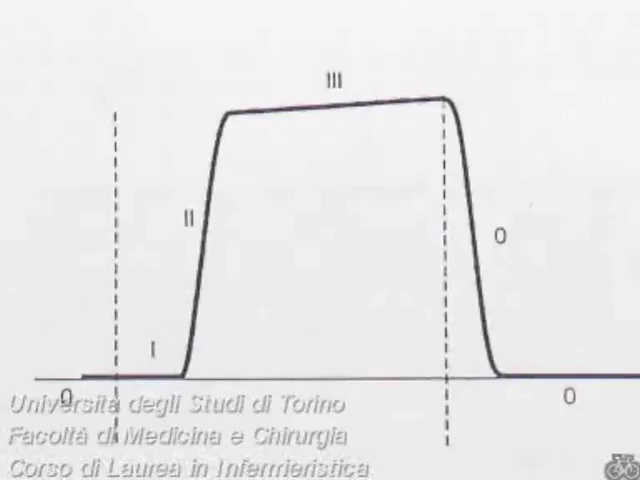 III
II
0
I
0
0
Università degli Studi di Torino
Facoltà di Medicina e Chirurgia
Corso di Laurea in Infermieristica